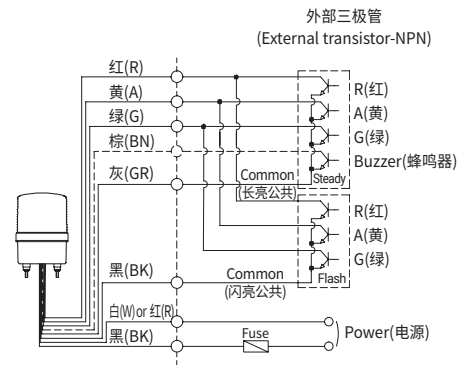 外部三极管
(External transistor-NPN)
红(R)
黄(A)
绿(G)
棕(BN)
灰(GR)
Common
(长亮公共)
Steady
R(红)
A(黄)
G(绿)
Buzzer(蜂鸣器)
R(红)
A(黄)
G(绿)
Flash
黑(BK)
Common
(闪亮公共)
白(W) or 红(R)
黑(BK)
Fuse
Power(电源)